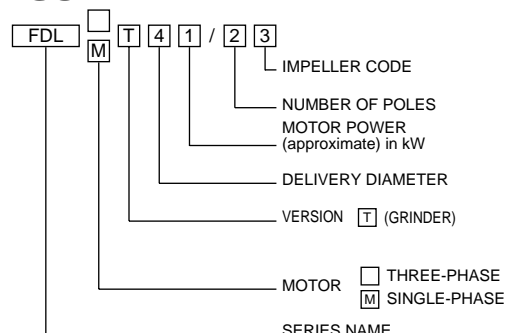 FDL M T 4 1 / 2 3
IMPELLER CODE
NUMBER OF POLES
MOTOR POWER
(approximate) in kW
DELIVERY DIAMETER
VERSION T (GRINDER)
THREE-PHASE
MOTOR
M SINGLE-PHASE
SERIES NAME